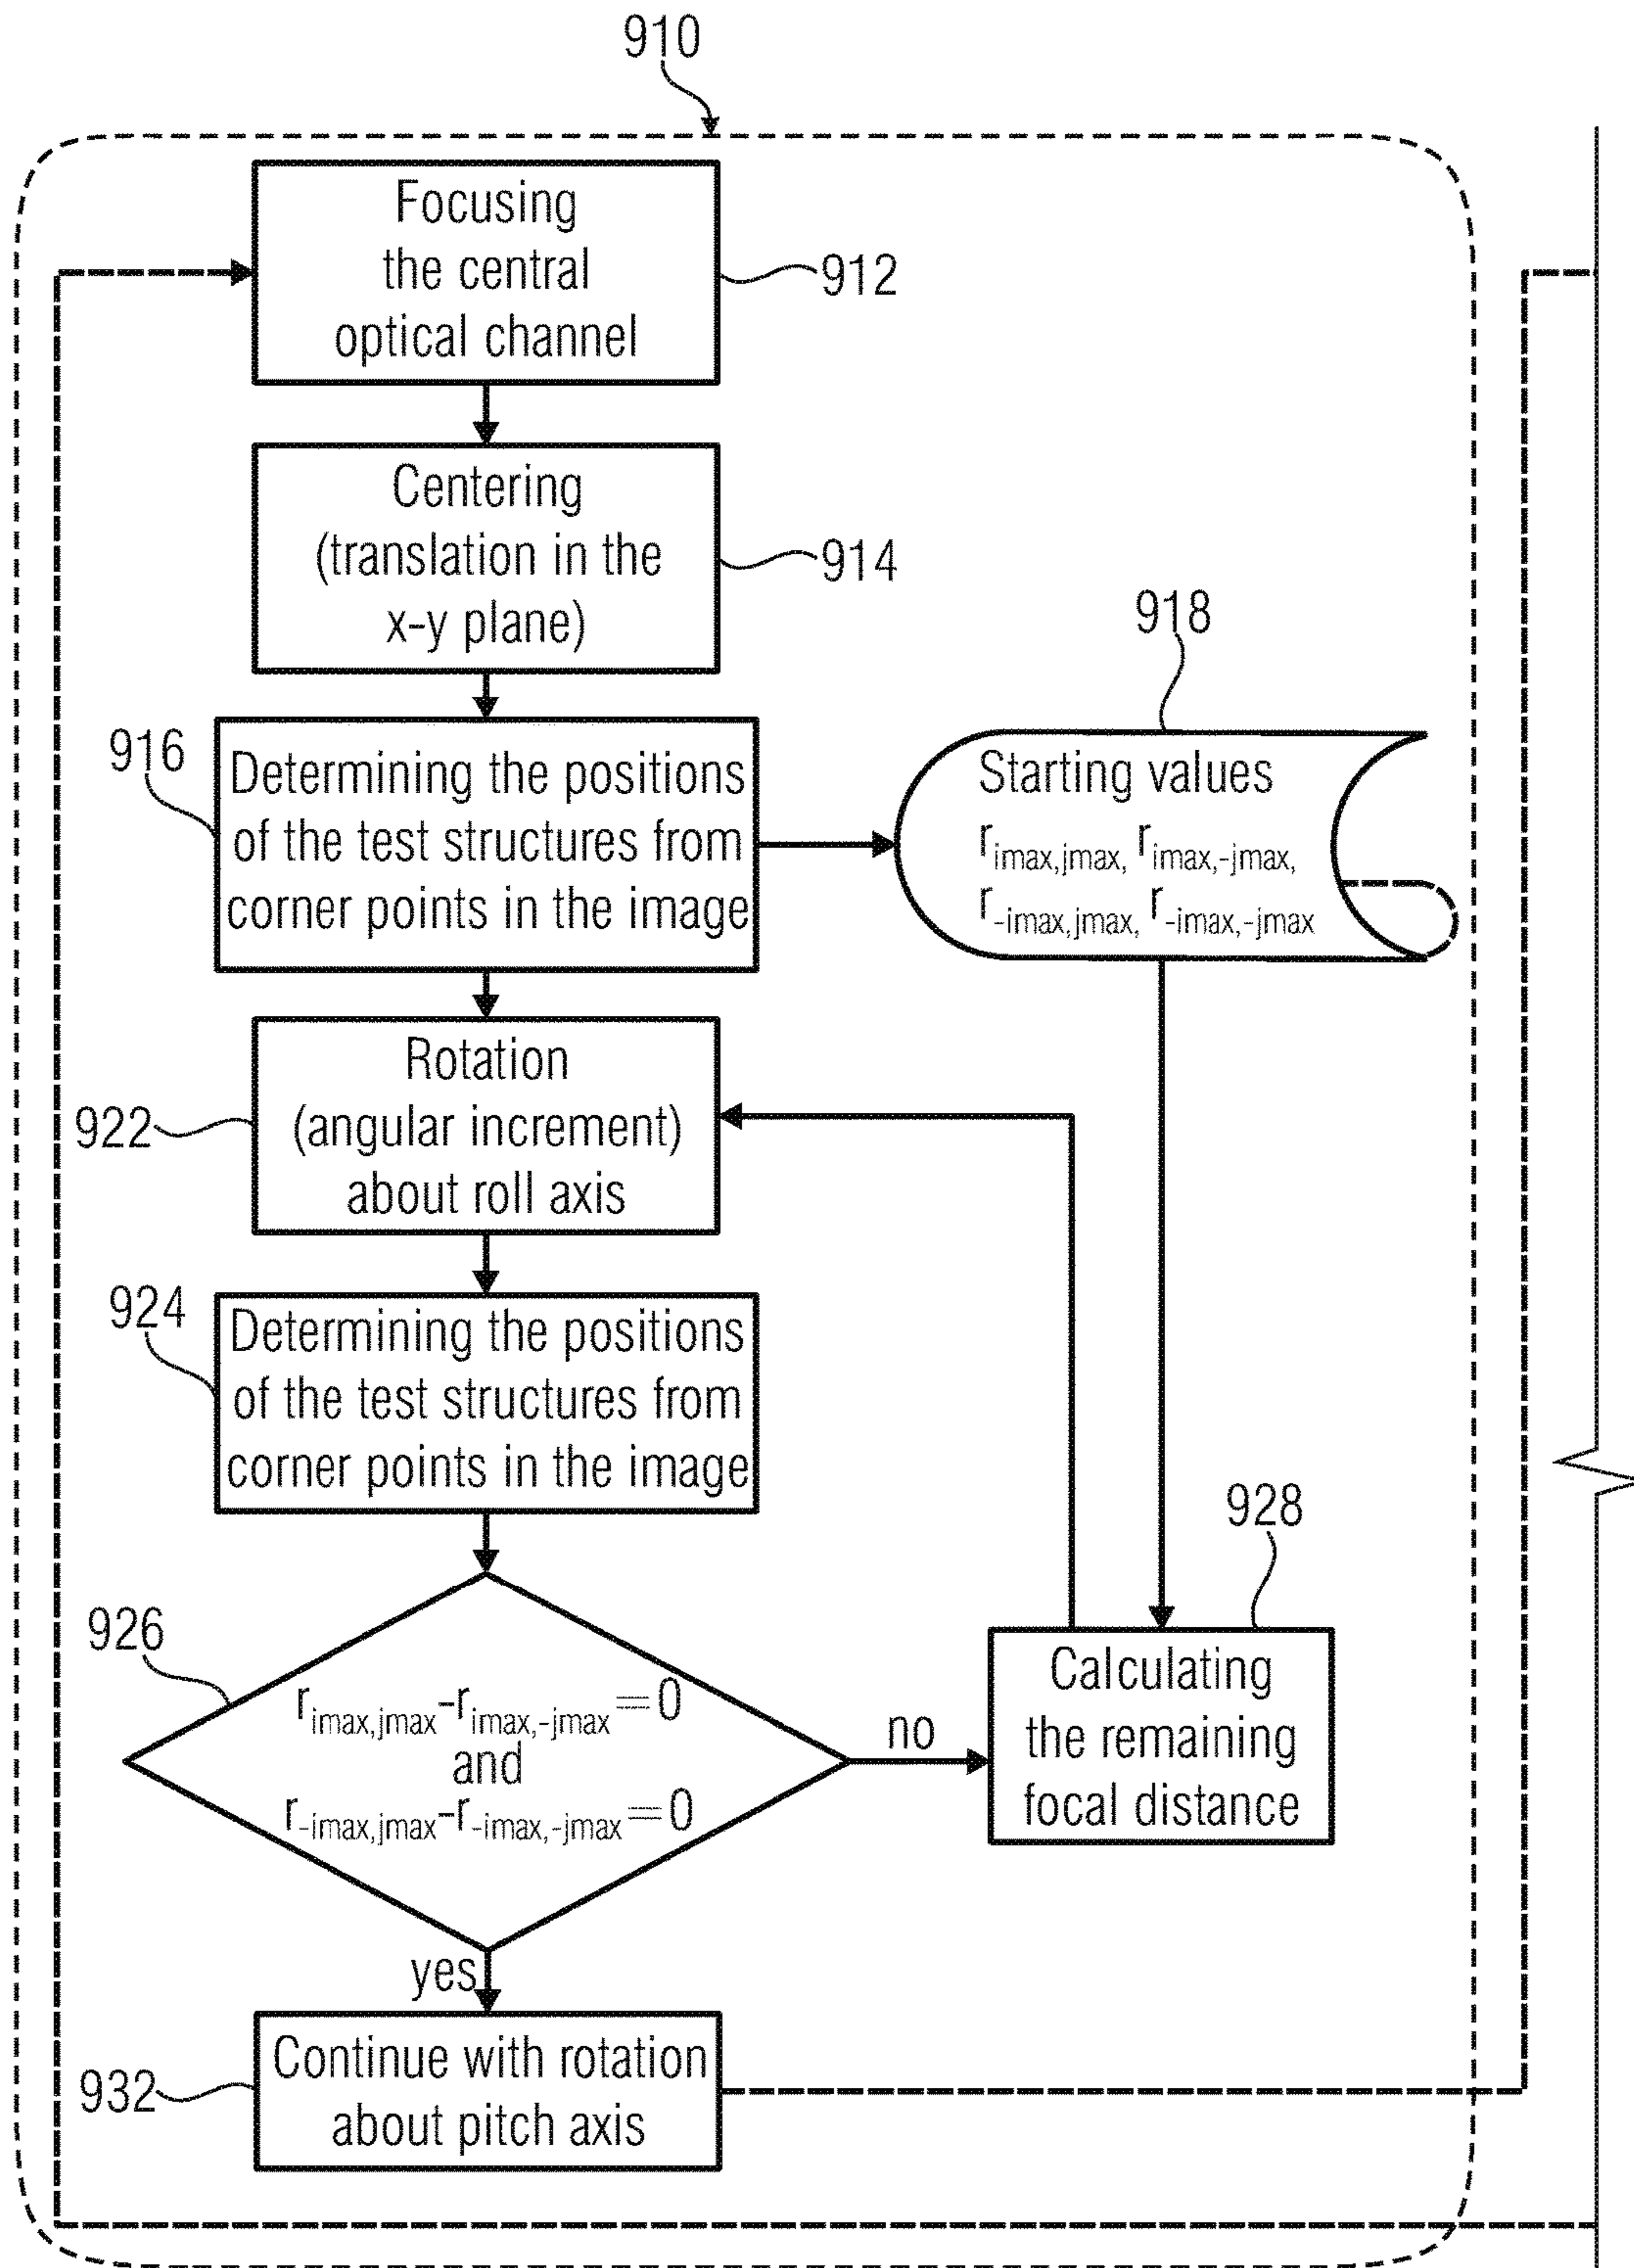 910
Focusing
the central
optical channel
912
Centering
(translation in the
x-y plane)
914
916
Determining the positions
of the test structures from
corner points in the image
918
Starting values
rimax,jmax, rimax,-jmax,
r-imax,jmax, r-imax,-jmax
922
Rotation
(angular increment)
about roll axis
924
Determining the positions
of the test structures from
corner points in the image
926
rimax,jmax-rimax,-jmax==0
and
r-imax,jmax-r-imax,-jmax==0
no
928
Calculating
the remaining
focal distance
yes
932
Continue with rotation
about pitch axis